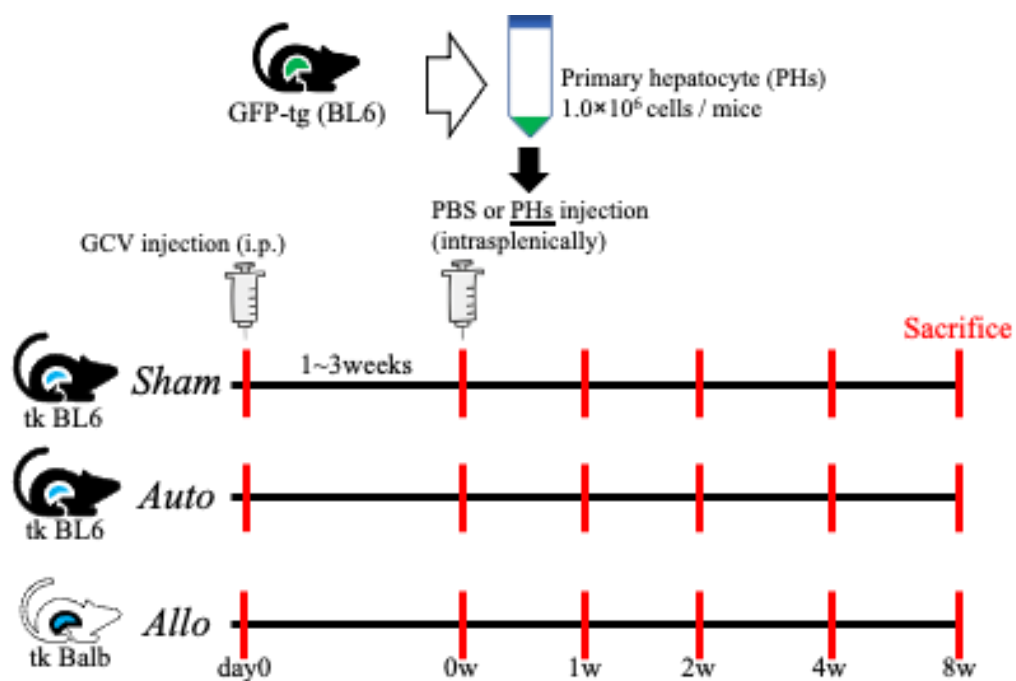 GFP-tg (BL6)
Primary hepatocyte (PHs)
1.0×10⁶ cells / mice
PBS or PHs injection
(intrasplenically)
GCV injection (i.p.)
Sacrifice
1~3weeks
Sham
tk BL6
Auto
tk BL6
Allo
tk Balb
day0
0w
1w
2w
4w
8w